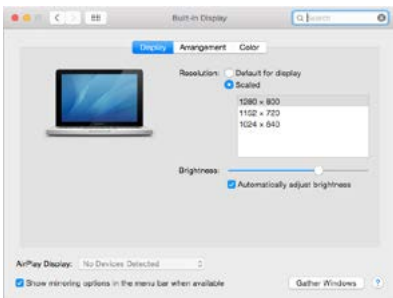 Built-in Display
Search
Display
Arrangement
Color
Resolution:
Default for display
Scaled
1280 x 800
1152 x 720
1024 x 640
Brightness:
Automatically adjust brightness
AirPlay Display:
No Devices Detected
Show mirroring options in the menu bar when available
Gather Windows
?